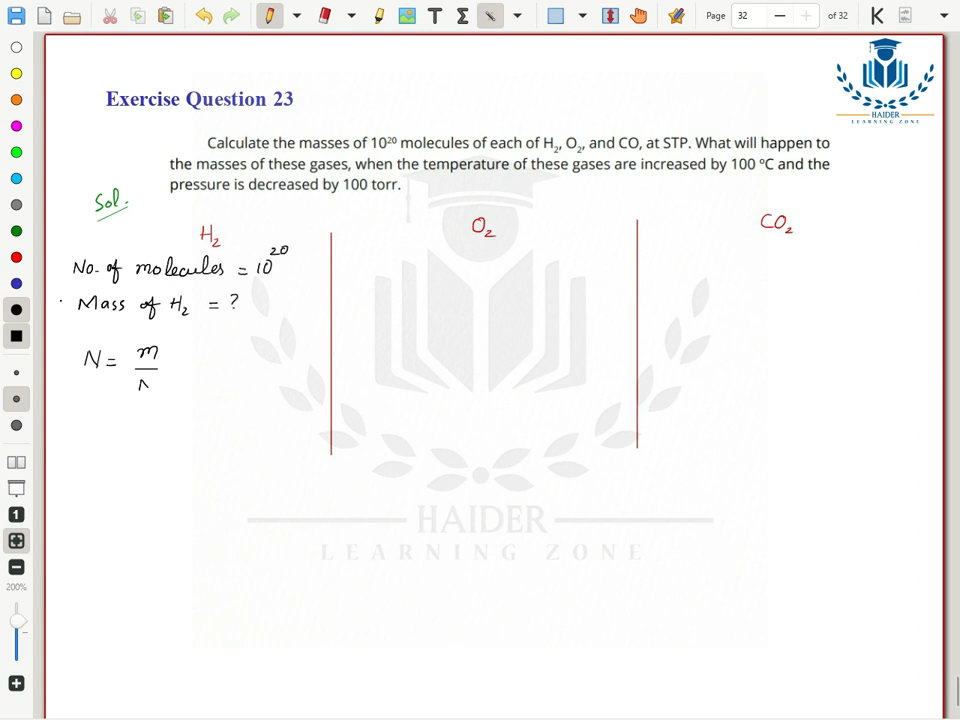 Page 32 of 32
HAIDER
LEARNING ZONE
Exercise Question 23
Calculate the masses of 10²⁰ molecules of each of H₂, O₂, and CO, at STP. What will happen to
the masses of these gases, when the temperature of these gases are increased by 100 °C and the
pressure is decreased by 100 torr.
Sol.
H₂ O₂ CO₂
No. of molecules = 10²⁰
Mass of H₂ = ?
N = m
HAIDER
LEARNING ZONE
1
200%